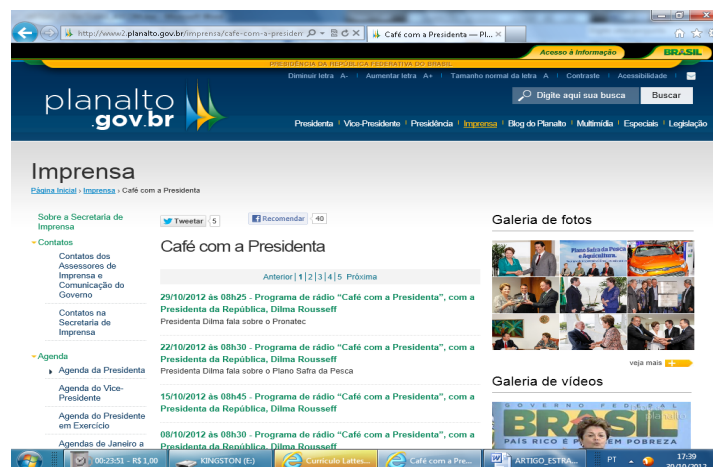 http://www2.planalto.gov.br/imprensa/cafe-com-a-presiden
Café com a Presidenta — Pl...
Acesso à Informação
BRASIL
PRESIDÊNCIA DA REPÚBLICA FEDERATIVA DO BRASIL
Diminuir letra A- | Aumentar letra A+ | Tamanho normal da letra A | Contraste | Acessibilidade
planalto
.gov.br
Digite aqui sua busca
Buscar
Presidenta | Vice-Presidente | Presidência | Imprensa | Blog do Planalto | Multimídia | Especiais | Legislação
Imprensa
Página Inicial › Imprensa › Café com a Presidenta
Sobre a Secretaria de
Imprensa
Contatos
Contatos dos
Assessores de
Imprensa e
Comunicação do
Governo
Contatos na
Secretaria de
Imprensa
Agenda
Agenda da Presidenta
Agenda do Vice-
Presidente
Agenda do Presidente
em Exercício
Agendas de Janeiro a
Tweetar 5
Recomendar 40
Café com a Presidenta
Anterior| 1 | 2 | 3 | 4 | 5 Próxima
29/10/2012 às 08h25 - Programa de rádio “Café com a Presidenta”, com a
Presidenta da República, Dilma Rousseff
Presidenta Dilma fala sobre o Pronatec
22/10/2012 às 08h45 - Programa de rádio “Café com a Presidenta”, com a
Presidenta da República, Dilma Rousseff
Presidenta Dilma fala sobre o Plano Safra da Pesca
15/10/2012 às 08h45 - Programa de rádio “Café com a Presidenta”, com a
Presidenta da República, Dilma Rousseff
08/10/2012 às 08h30 - Programa de rádio “Café com a Presidenta”, com a
Presidenta da República, Dilma Rousseff
Galeria de fotos
Plano Safra da Pesca
e Aquicultura.
veja mais
Galeria de vídeos
GOVERNO FEDERAL
planalto
BRASIL
PAÍS RICO É PAÍS SEM POBREZA
00:23:51 - R$ 1,00
KINGSTON (E:)
Currículo Lattes...
Café com a Pre...
ARTIGO_ESTRA...
PT
17:39
30/10/2012